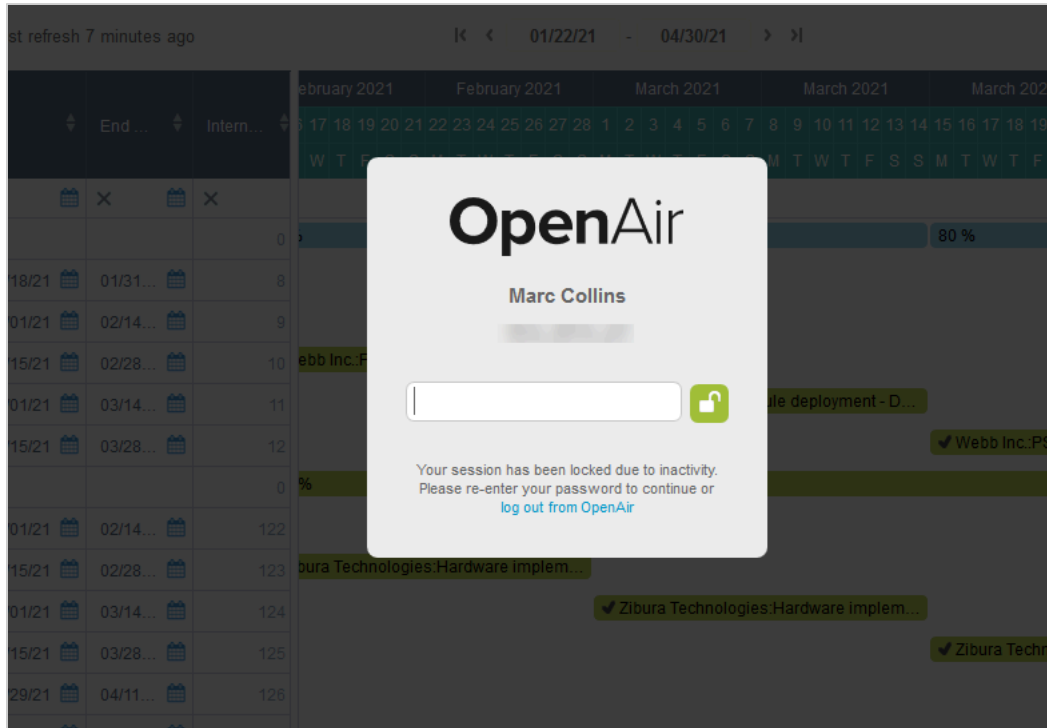 st refresh 7 minutes ago
01/22/21 - 04/30/21
ebruary 2021 February 2021 March 2021 March 2021 March 202
End ... Intern...
17 18 19 20 21 22 23 24 25 26 27 28 1 2 3 4 5 6 7 8 9 10 11 12 13 14 15 16 17 18 19
W T F S S M T W T F S S M T W T F S S M T W T F S S M T W T F
0 80 %
18/21 01/31... 8
01/21 02/14... 9
15/21 02/28... 10 ebb Inc.:F
01/21 03/14... 11 ule deployment - D...
15/21 03/28... 12 Webb Inc.:PS
0 %
01/21 02/14... 122
15/21 02/28... 123 bura Technologies:Hardware implem...
01/21 03/14... 124 Zibura Technologies:Hardware implem...
15/21 03/28... 125 Zibura Techn
29/21 04/11... 126
OpenAir
Marc Collins
Your session has been locked due to inactivity.
Please re-enter your password to continue or
log out from OpenAir